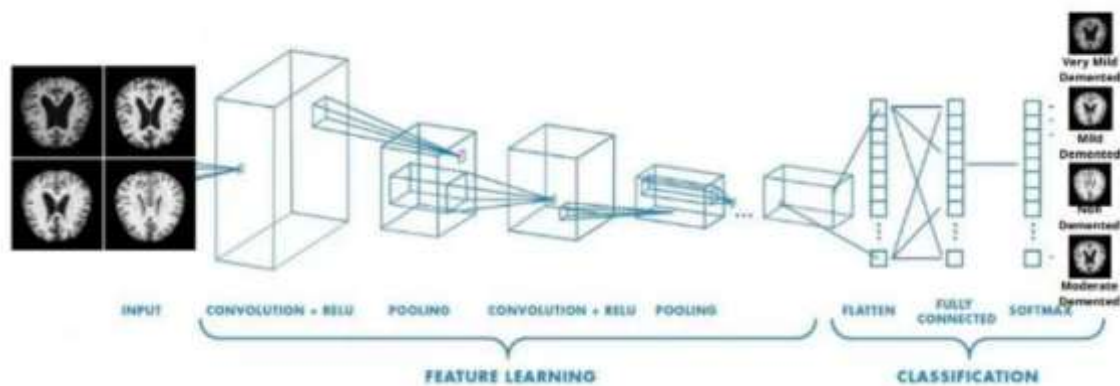 Very Mild
Demented
Mild
Demented
Non
Demented
Moderate
Demented
INPUT
CONVOLUTION + RELU
POOLING
CONVOLUTION + RELU
POOLING
FLATTEN
FULLY
CONNECTED
SOFTMAX
FEATURE LEARNING
CLASSIFICATION